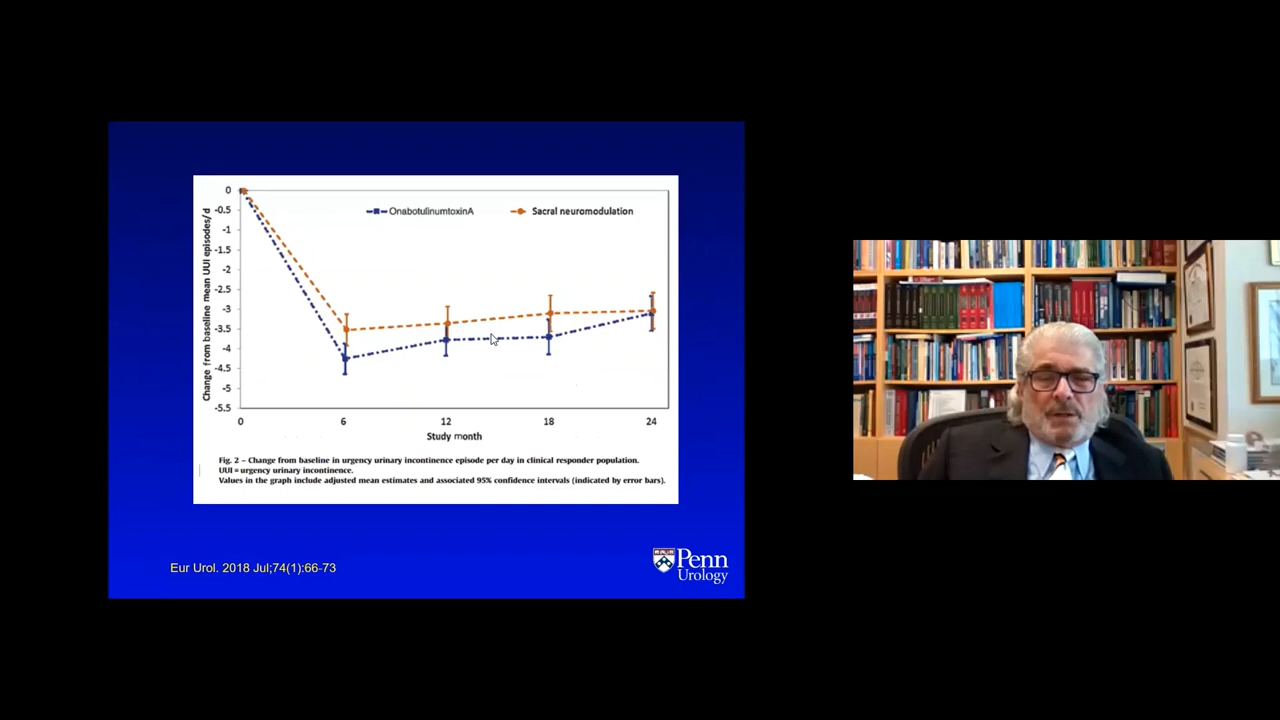 0
-0.5
-1
-1.5
-2
-2.5
-3
-3.5
-4
-4.5
-5
-5.5
Change from baseline mean UUI episodes/d
OnabotulinumtoxinA
Sacral neuromodulation
0 6 12 18 24
Study month
Fig. 2 – Change from baseline in urgency urinary incontinence episode per day in clinical responder population.
UUI = urgency urinary incontinence.
Values in the graph include adjusted mean estimates and associated 95% confidence intervals (indicated by error bars).
Eur Urol. 2018 Jul;74(1):66-73
Penn
Urology